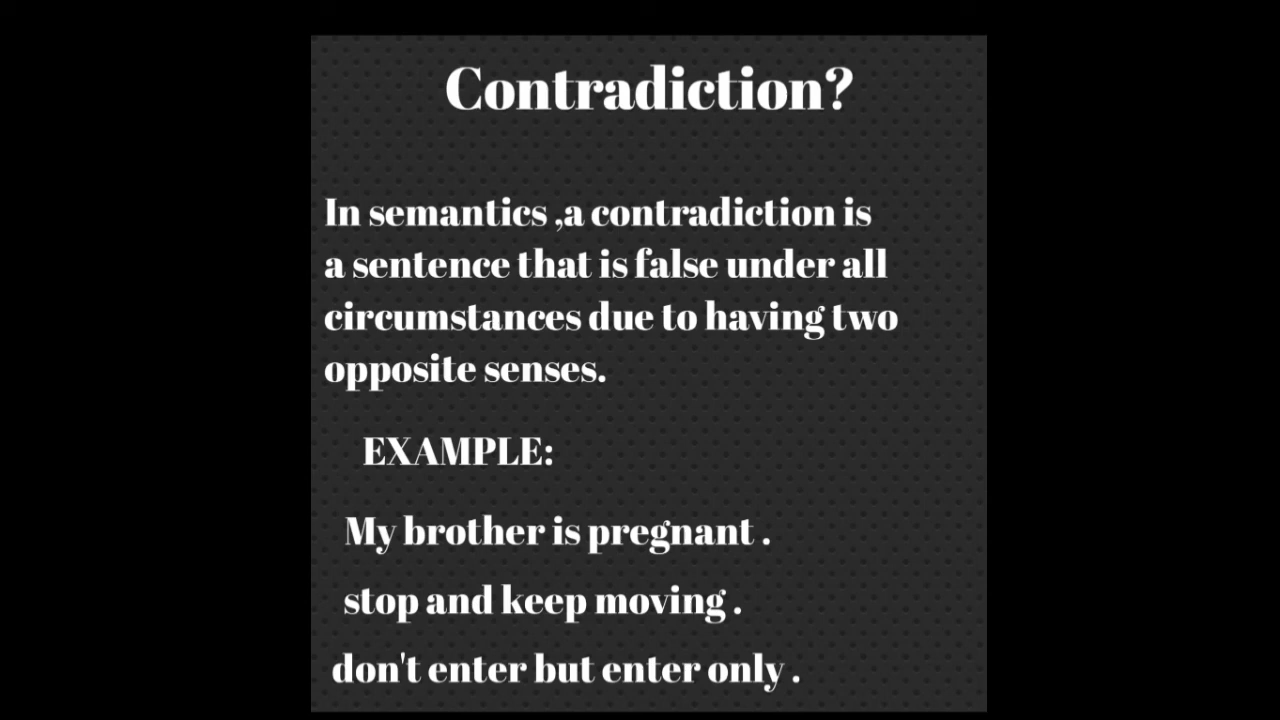 Contradiction?
In semantics ,a contradiction is
a sentence that is false under all
circumstances due to having two
opposite senses.
EXAMPLE:
My brother is pregnant .
stop and keep moving .
don't enter but enter only .